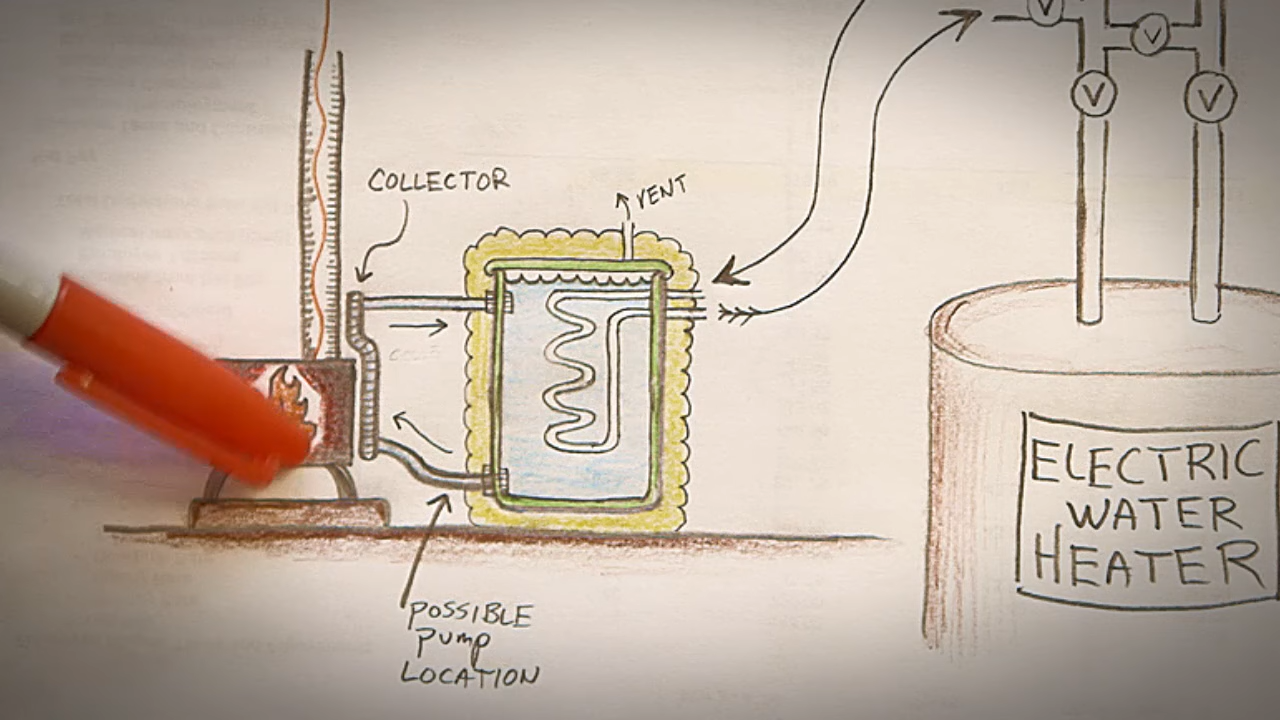 COLLECTOR
VENT
V
V
V
V
ELECTRIC
WATER
HEATER
POSSIBLE
PUMP
LOCATION